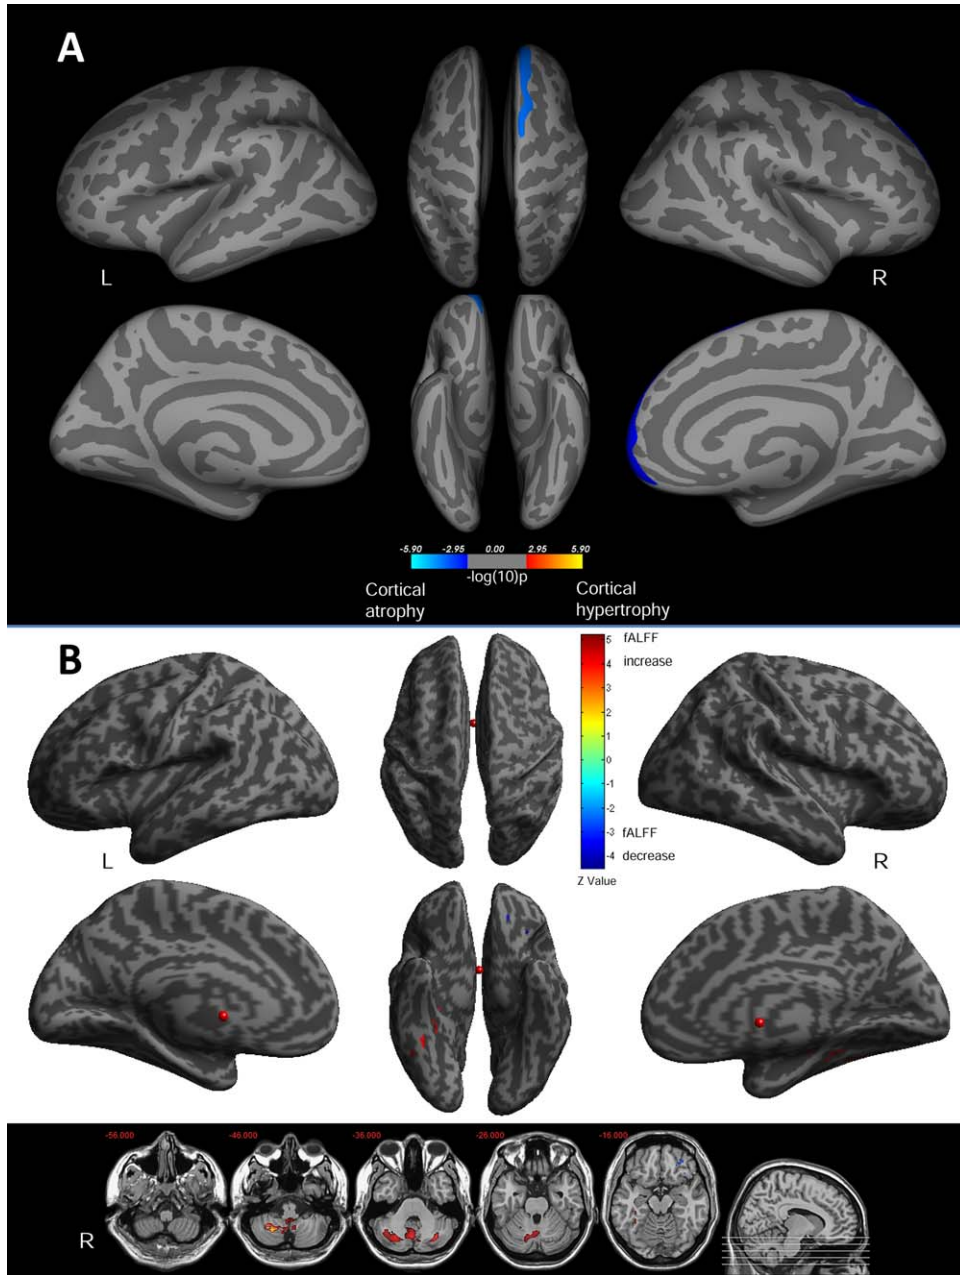 A
L
R
-5.90 -2.95 0.00 2.95 5.90
-log(10)p
Cortical
atrophy
Cortical
hypertrophy
B
5
4
3
2
1
0
-1
-2
-3
-4
fALFF
increase
fALFF
decrease
Z Value
L
R
-56.000 -46.000 -36.000 -26.000 -16.000
R